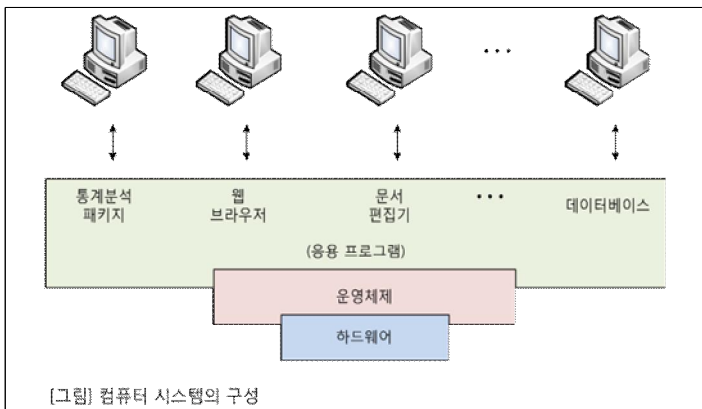 ...
통계분석
패키지
웹
브라우저
문서
편집기
...
데이터베이스
(응용 프로그램)
운영체제
하드웨어
[그림] 컴퓨터 시스템의 구성